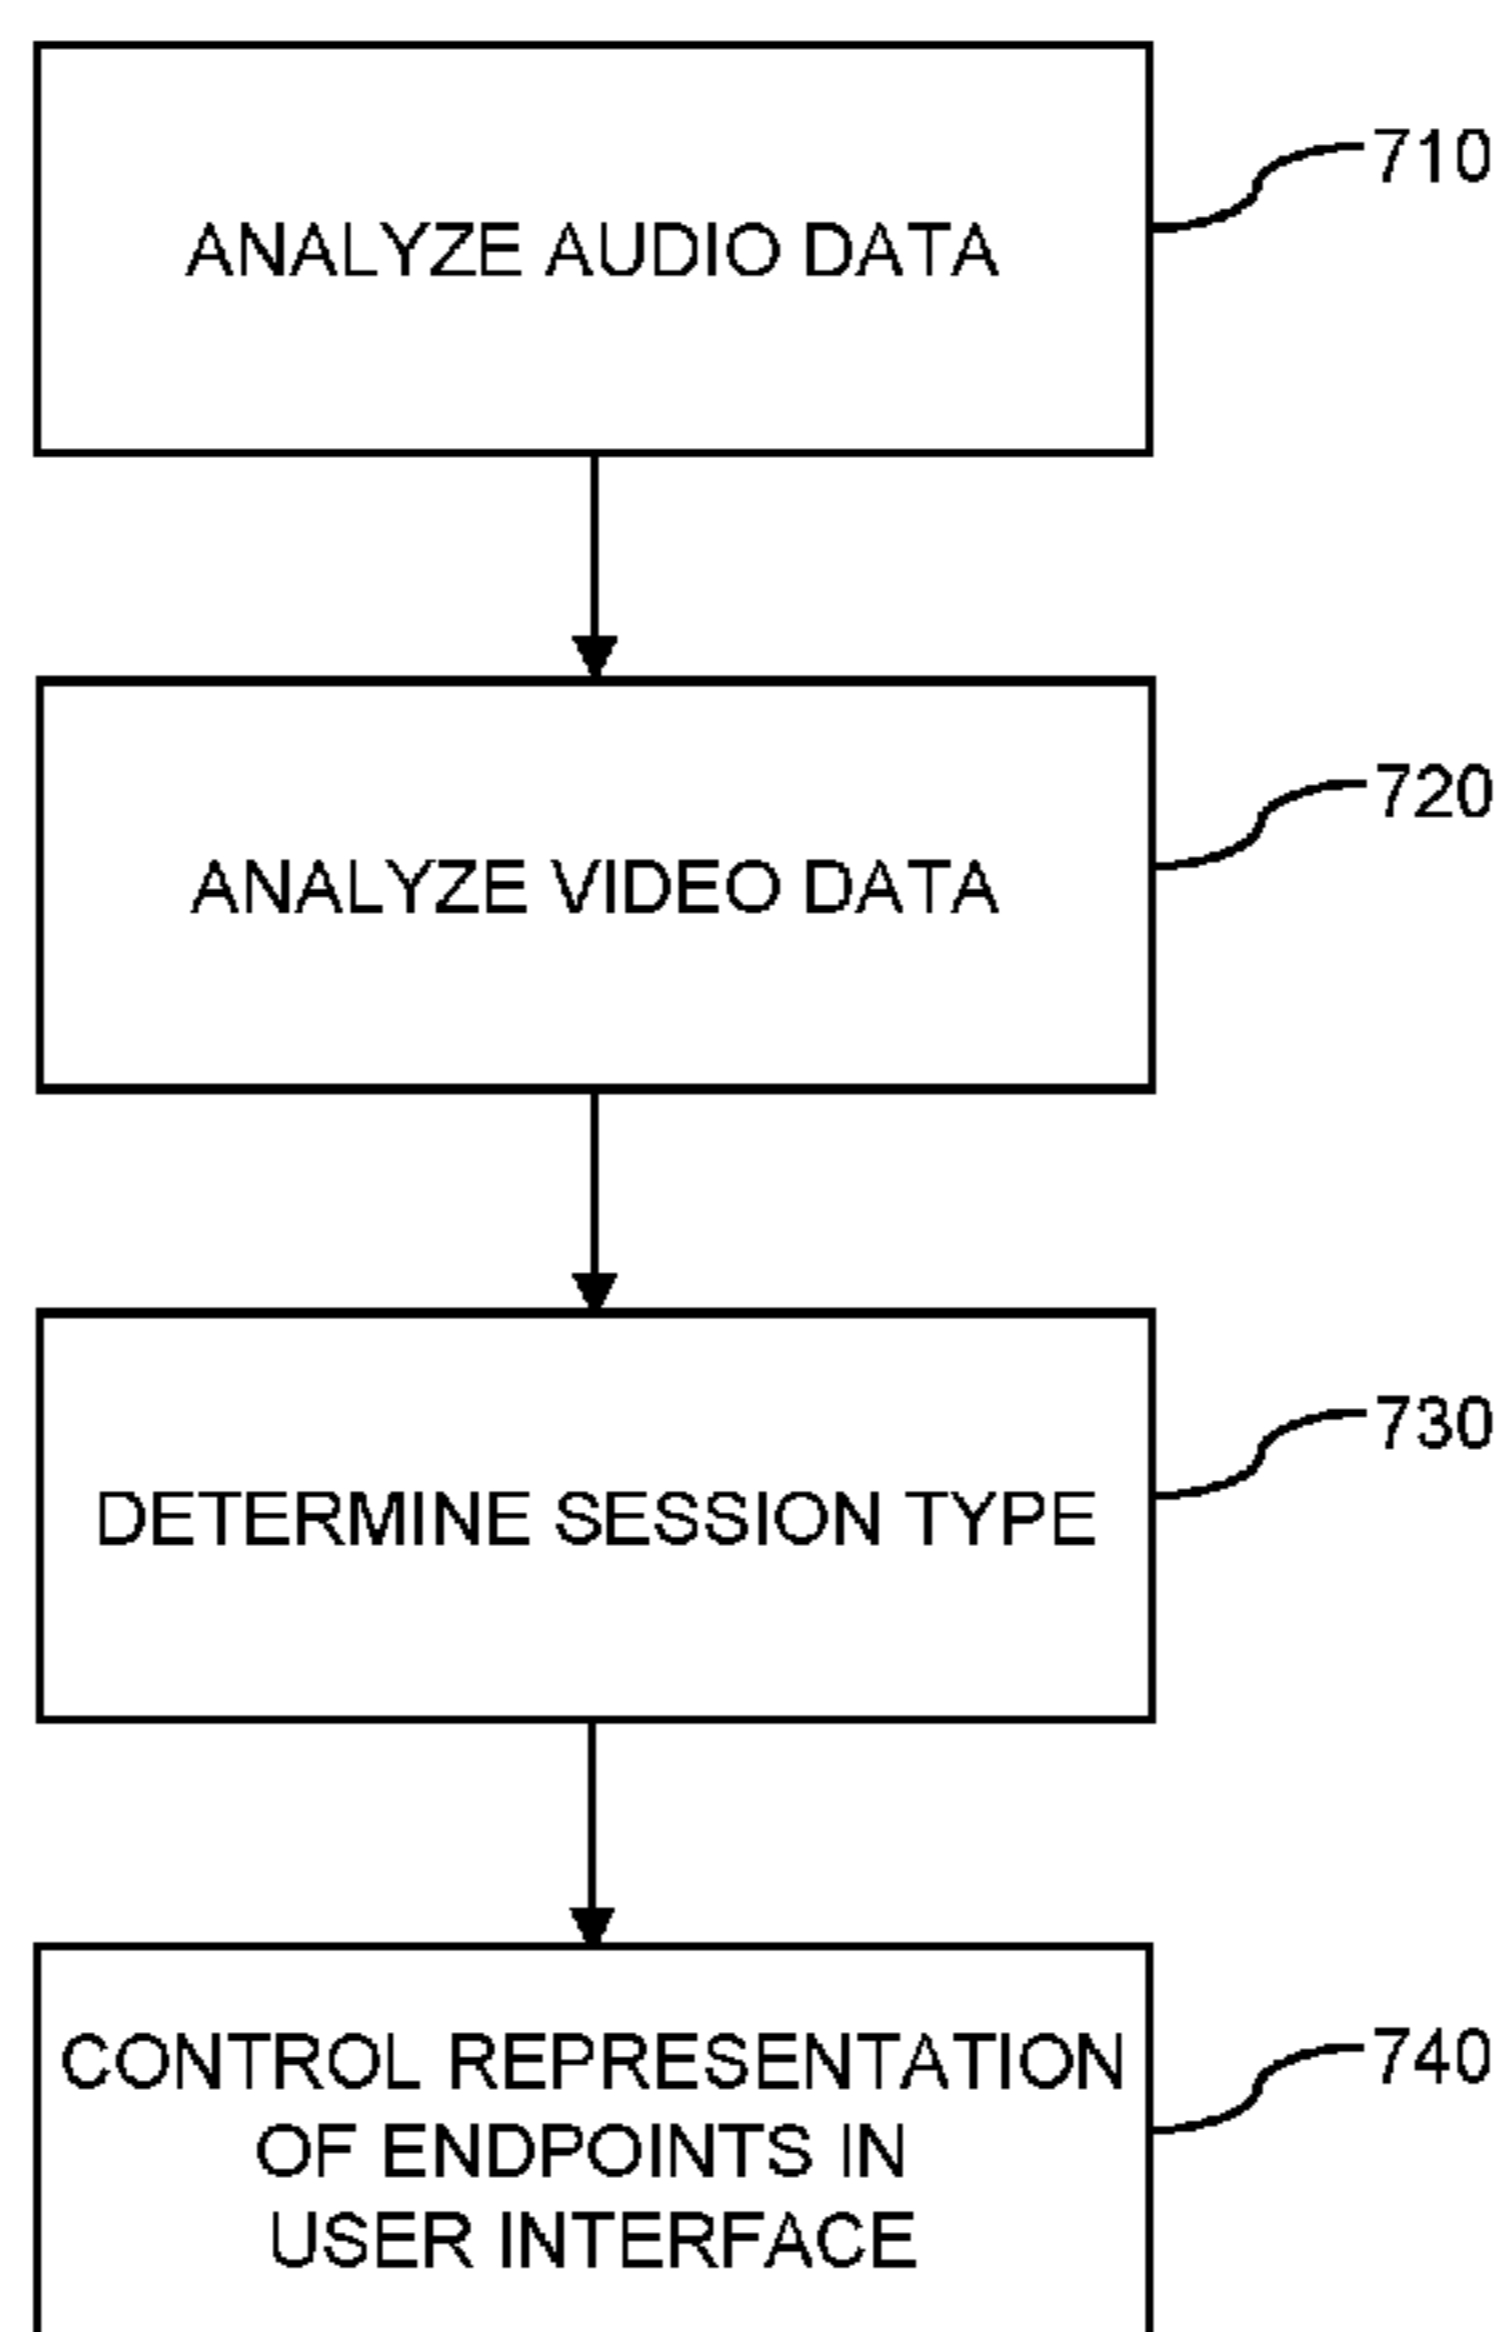 710
ANALYZE AUDIO DATA
720
ANALYZE VIDEO DATA
730
DETERMINE SESSION TYPE
CONTROL REPRESENTATION
740
OF ENDPOINTS IN
USER INTERFACE